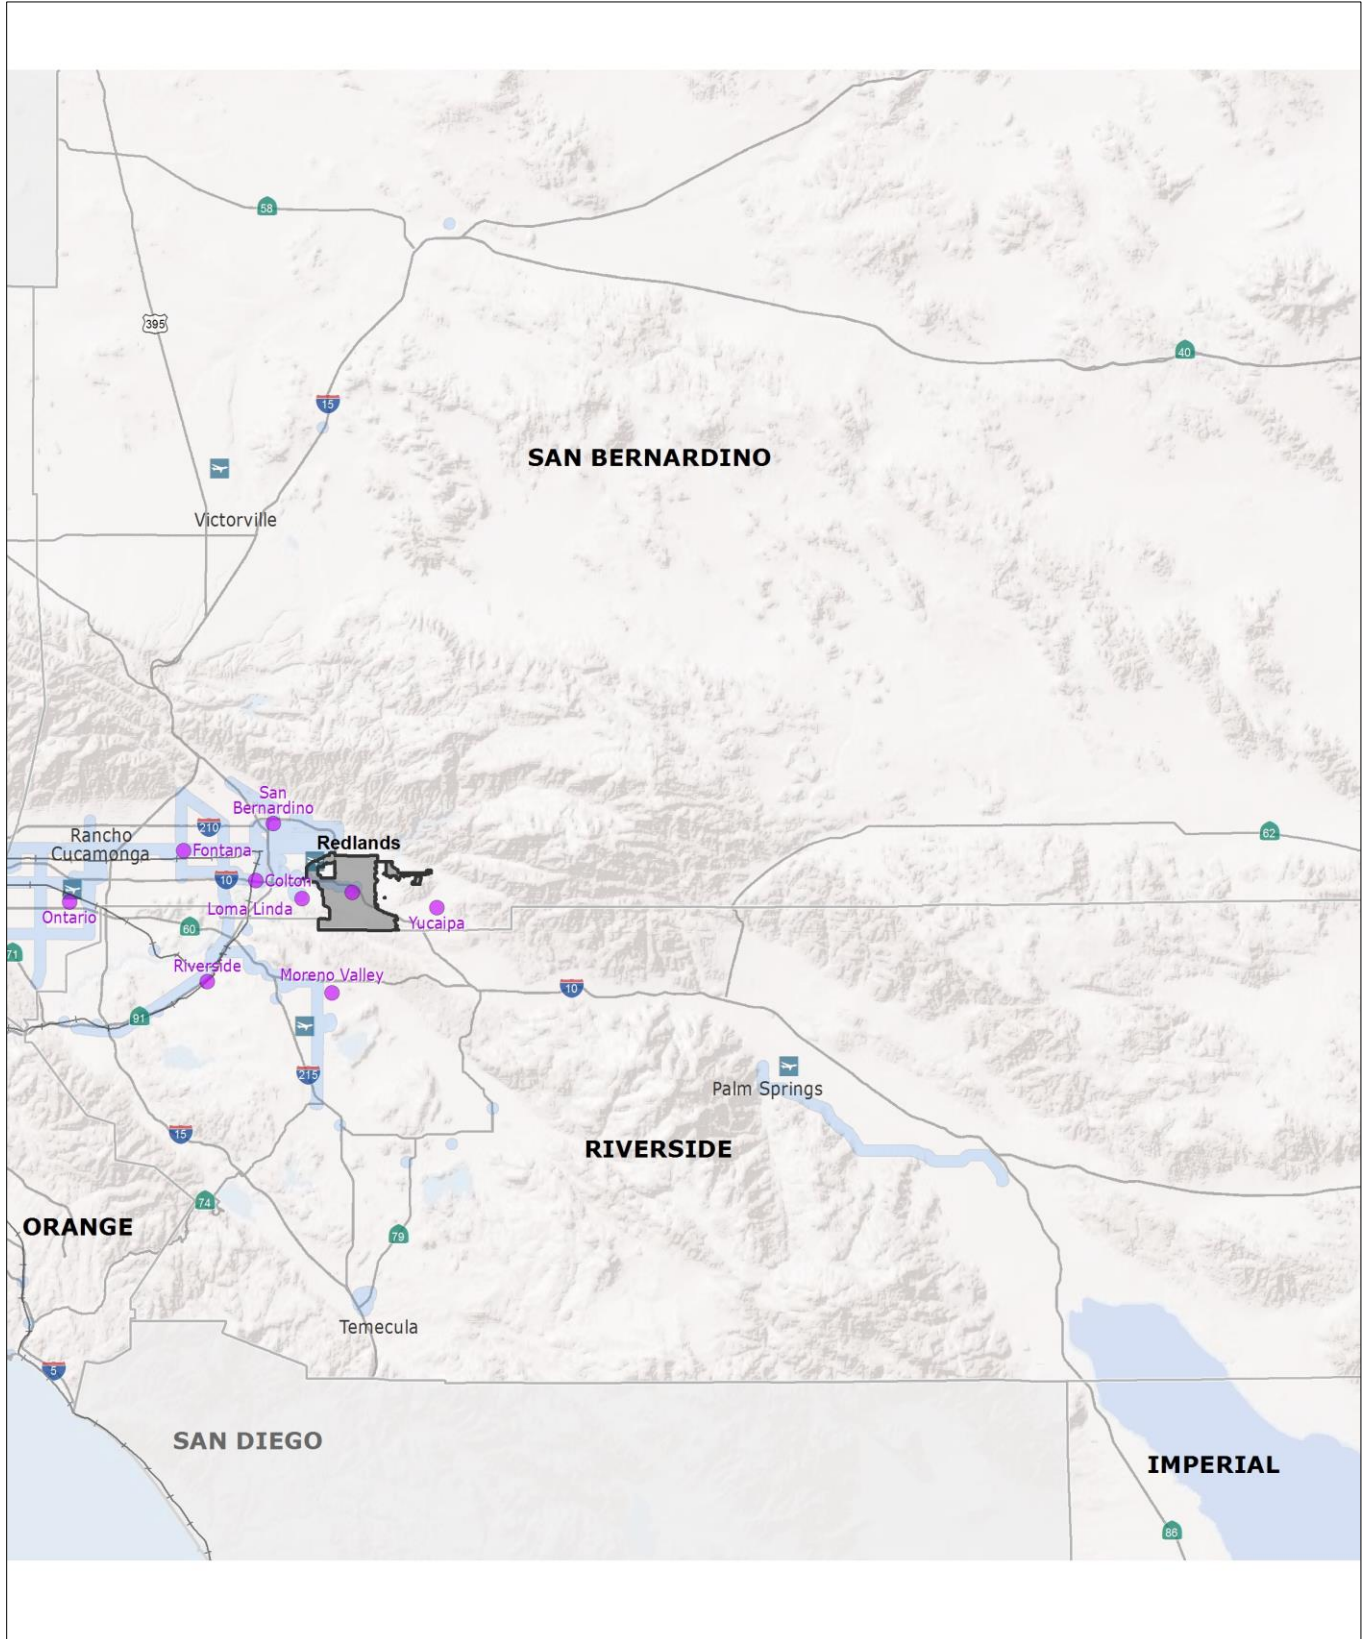 58
395
40
15
SAN BERNARDINO
Victorville
San
Bernardino
210
62
Rancho
Cucamonga
Redlands
Fontana
10
Colton
Loma Linda
Ontario
Yucaipa
60
71
Riverside
Moreno Valley
10
91
215
Palm Springs
15
RIVERSIDE
74
ORANGE
79
Temecula
5
SAN DIEGO
IMPERIAL
86